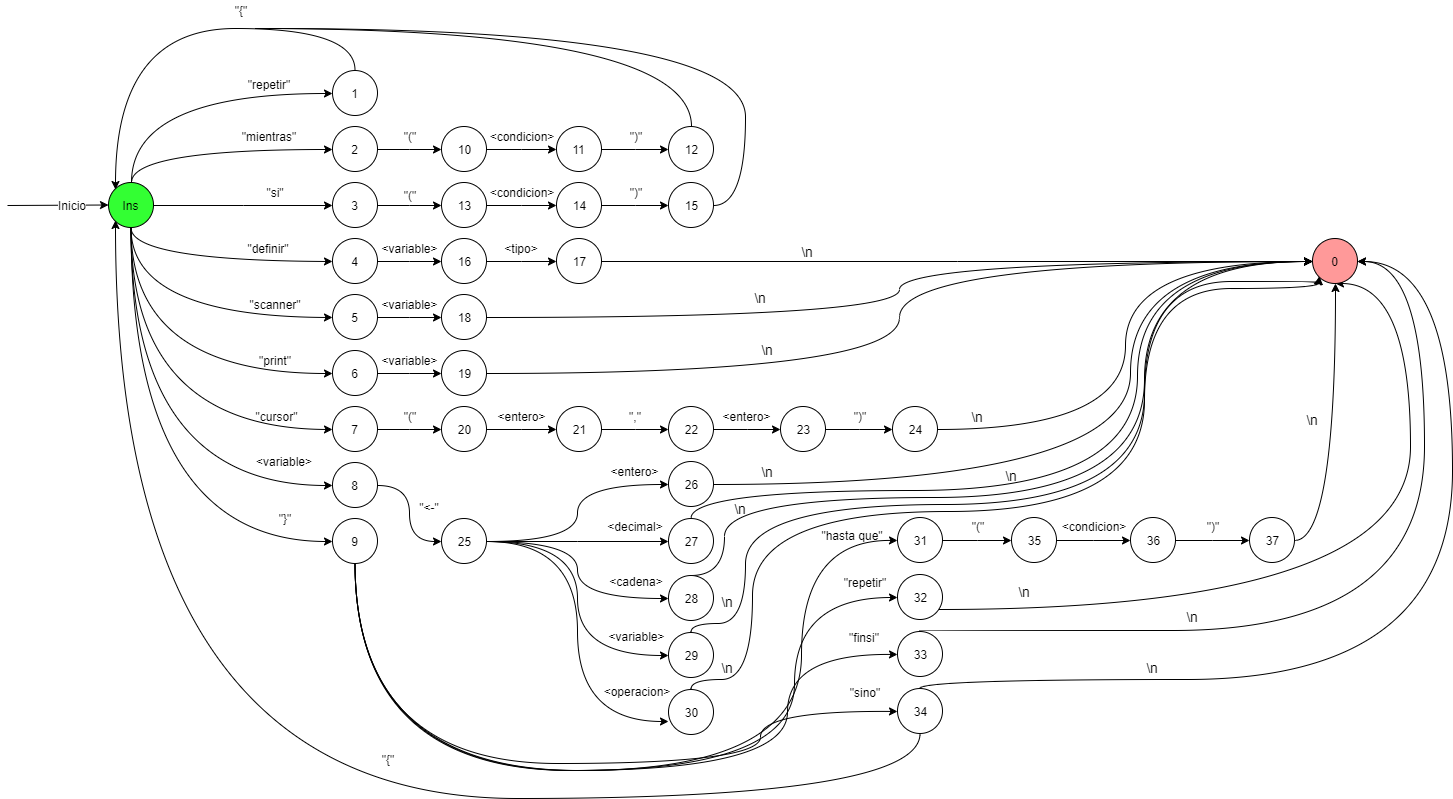 "{"
"repetir"
1
"mientras"
2
"("
10
<condicion>
11
")"
12
Inicio
Ins
"si"
3
"("
13
<condicion>
14
")"
15
"definir"
4
<variable>
16
<tipo>
17
\n
0
"scanner"
5
<variable>
18
\n
"print"
6
<variable>
19
\n
"cursor"
7
"("
20
<entero>
21
","
22
<entero>
23
")"
24
\n
\n
<variable>
8
"<-"
25
<entero>
26
\n
\n
"}"
9
<decimal>
27
\n
"hasta que"
31
"("
35
<condicion>
36
")"
37
<cadena>
28
\n
"repetir"
32
\n
<variable>
29
\n
"finsi"
33
\n
<operacion>
30
"sino"
34
\n
"{"